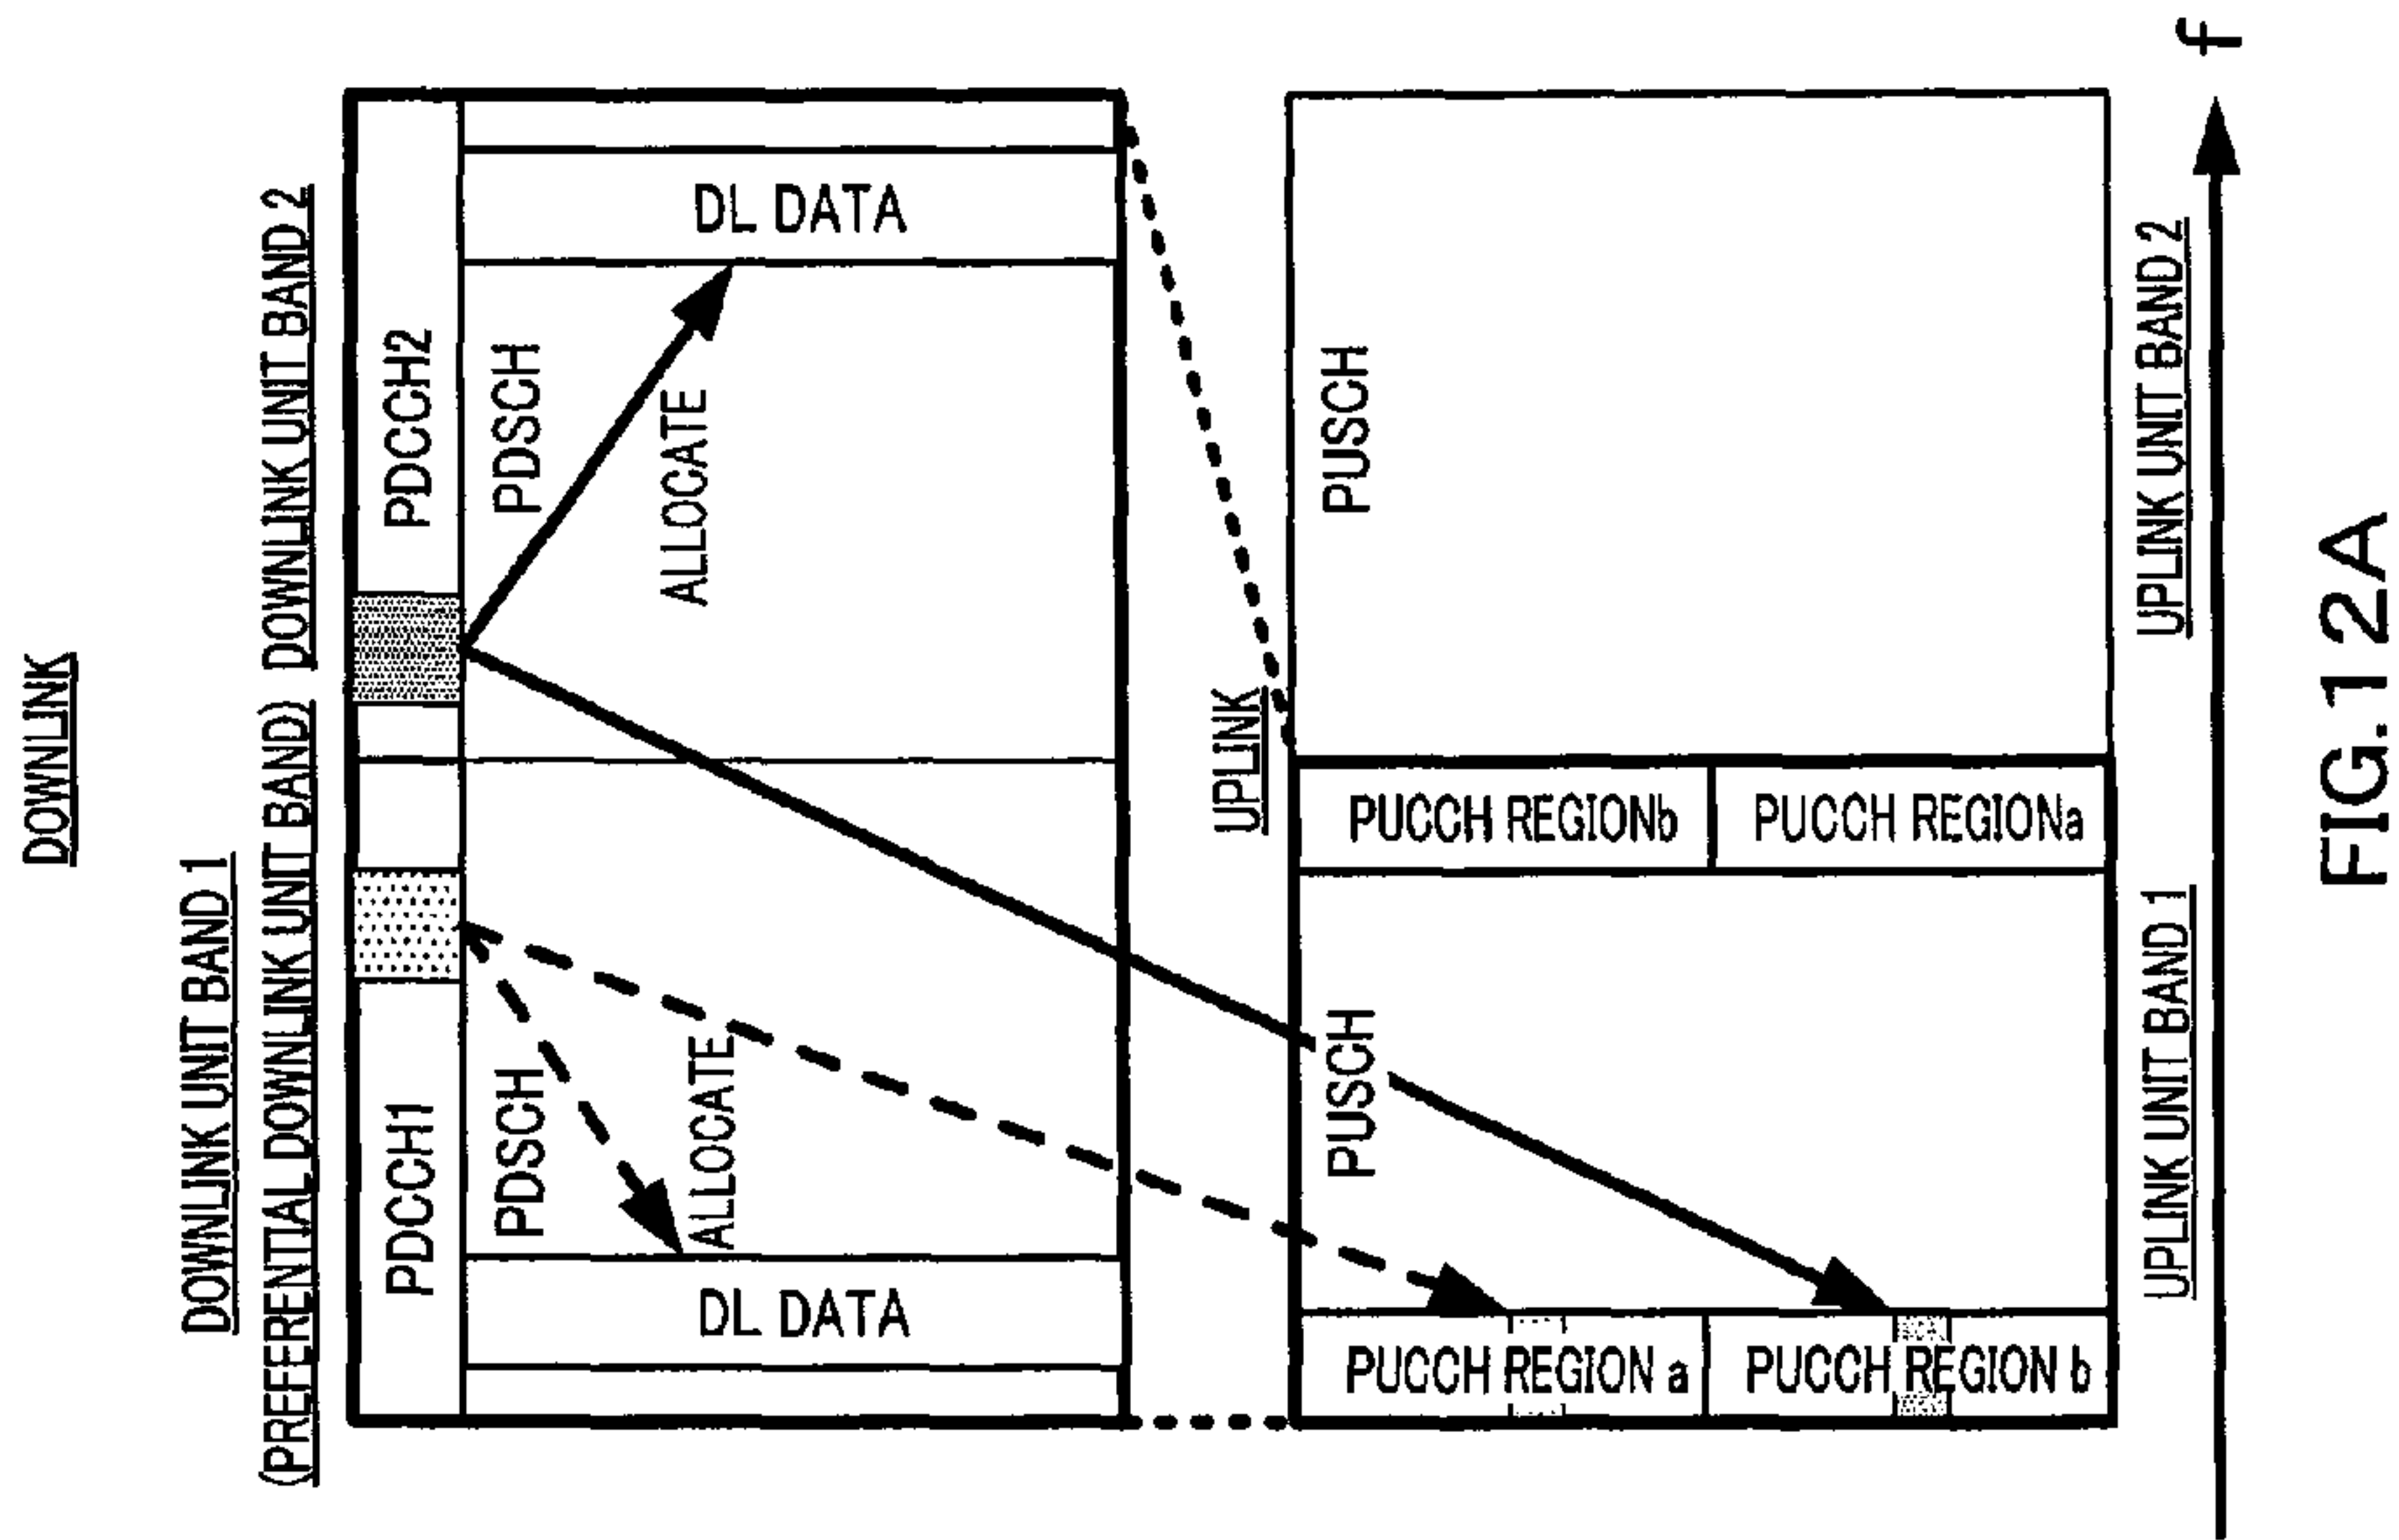 DOWNLINK
DOWNLINK UNIT BAND 1
(PREFERENTIAL DOWNLINK UNIT BAND)
DOWNLINK UNIT BAND 2
PDCCH1
PDCCH2
PDSCH
PDSCH
ALLOCATE
ALLOCATE
DL DATA
DL DATA
UPLINK
PUSCH
PUSCH
PUCCH REGION a
PUCCH REGIONb
PUCCH REGION b
PUCCH REGIONa
UPLINK UNIT BAND 1
UPLINK UNIT BAND 2
f
FIG.12A